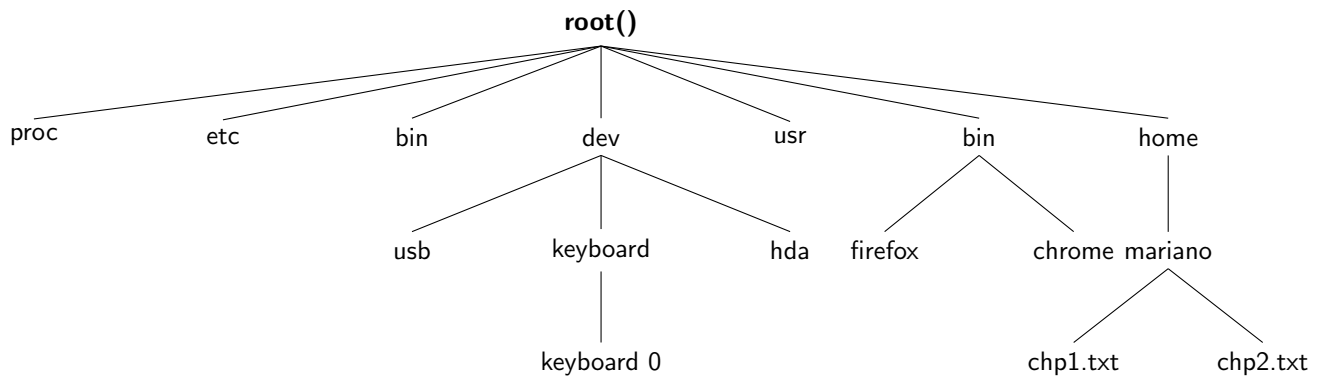 root()
proc etc bin dev usr bin home
usb keyboard hda firefox chrome mariano
keyboard 0 chp1.txt chp2.txt